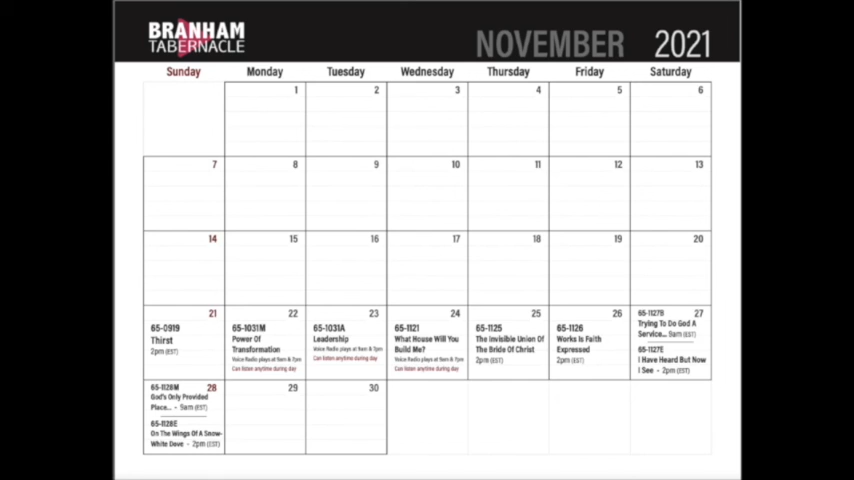 BRANHAM
TABERNACLE
NOVEMBER 2021
Sunday Monday Tuesday Wednesday Thursday Friday Saturday
1 2 3 4 5 6
7 8 9 10 11 12 13
14 15 16 17 18 19 20
21
65-0919
Thirst
2pm (EST)
22
65-1031M
Power Of
Transformation
Voice Radio plays at 9am & 7pm
Can listen anytime during day
23
65-1031A
Leadership
Voice Radio plays at 9am & 7pm
Can listen anytime during day
24
65-1121
What House Will You
Build Me?
Voice Radio plays at 9am & 7pm
Can listen anytime during day
25
65-1125
The Invisible Union Of
The Bride Of Christ
2pm (EST)
26
65-1126
Works Is Faith
Expressed
2pm (EST)
65-1127B 27
Trying To Do God A
Service... 9am (EST)
65-1127E
I Have Heard But Now
I See - 2pm (EST)
65-1128M 28
God's Only Provided
Place... - 9am (EST)
65-1128E
On The Wings Of A Snow-
White Dove - 2pm (EST)
29 30